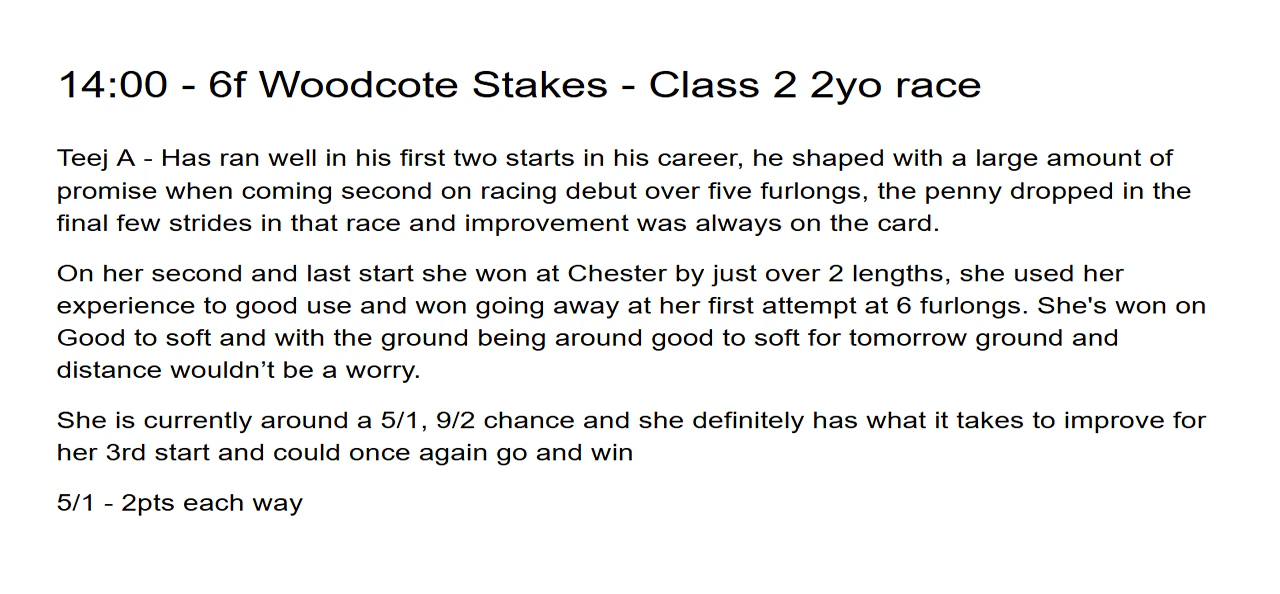 14:00 - 6f Woodcote Stakes - Class 2 2yo race
Teej A - Has ran well in his first two starts in his career, he shaped with a large amount of
promise when coming second on racing debut over five furlongs, the penny dropped in the
final few strides in that race and improvement was always on the card.
On her second and last start she won at Chester by just over 2 lengths, she used her
experience to good use and won going away at her first attempt at 6 furlongs. She's won on
Good to soft and with the ground being around good to soft for tomorrow ground and
distance wouldn’t be a worry.
She is currently around a 5/1, 9/2 chance and she definitely has what it takes to improve for
her 3rd start and could once again go and win
5/1 - 2pts each way